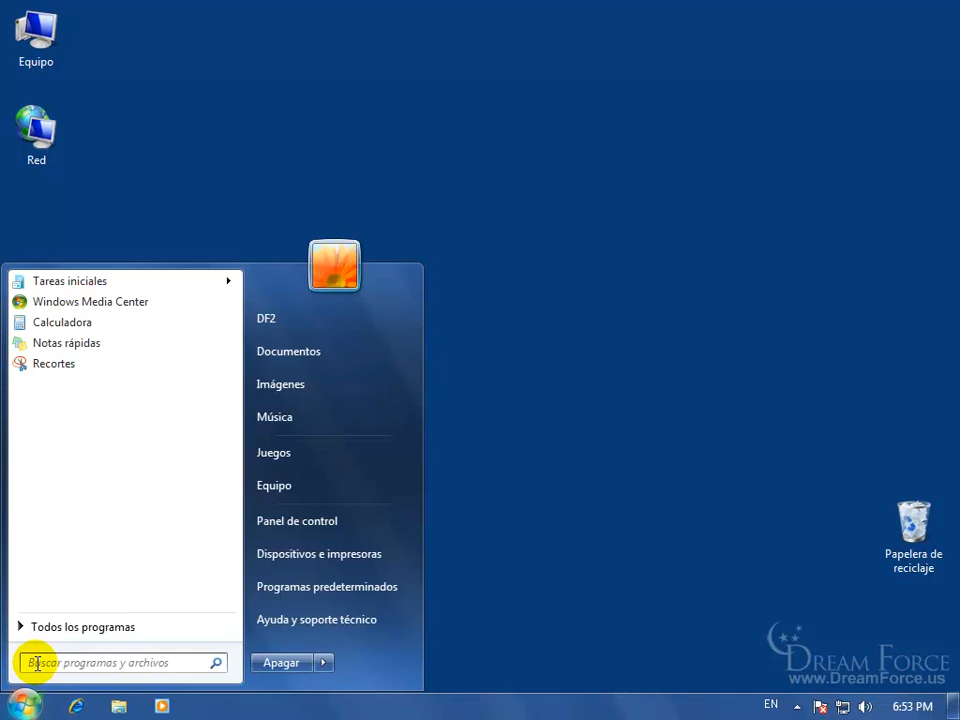 Equipo
Red
Tareas iniciales
Windows Media Center
Calculadora
Notas rápidas
Recortes
Todos los programas
Buscar programas y archivos
DF2
Documentos
Imágenes
Música
Juegos
Equipo
Panel de control
Dispositivos e impresoras
Programas predeterminados
Ayuda y soporte técnico
Apagar
Papelera de
reciclaje
DREAM FORCE
www.DreamForce.us
EN
6:53 PM